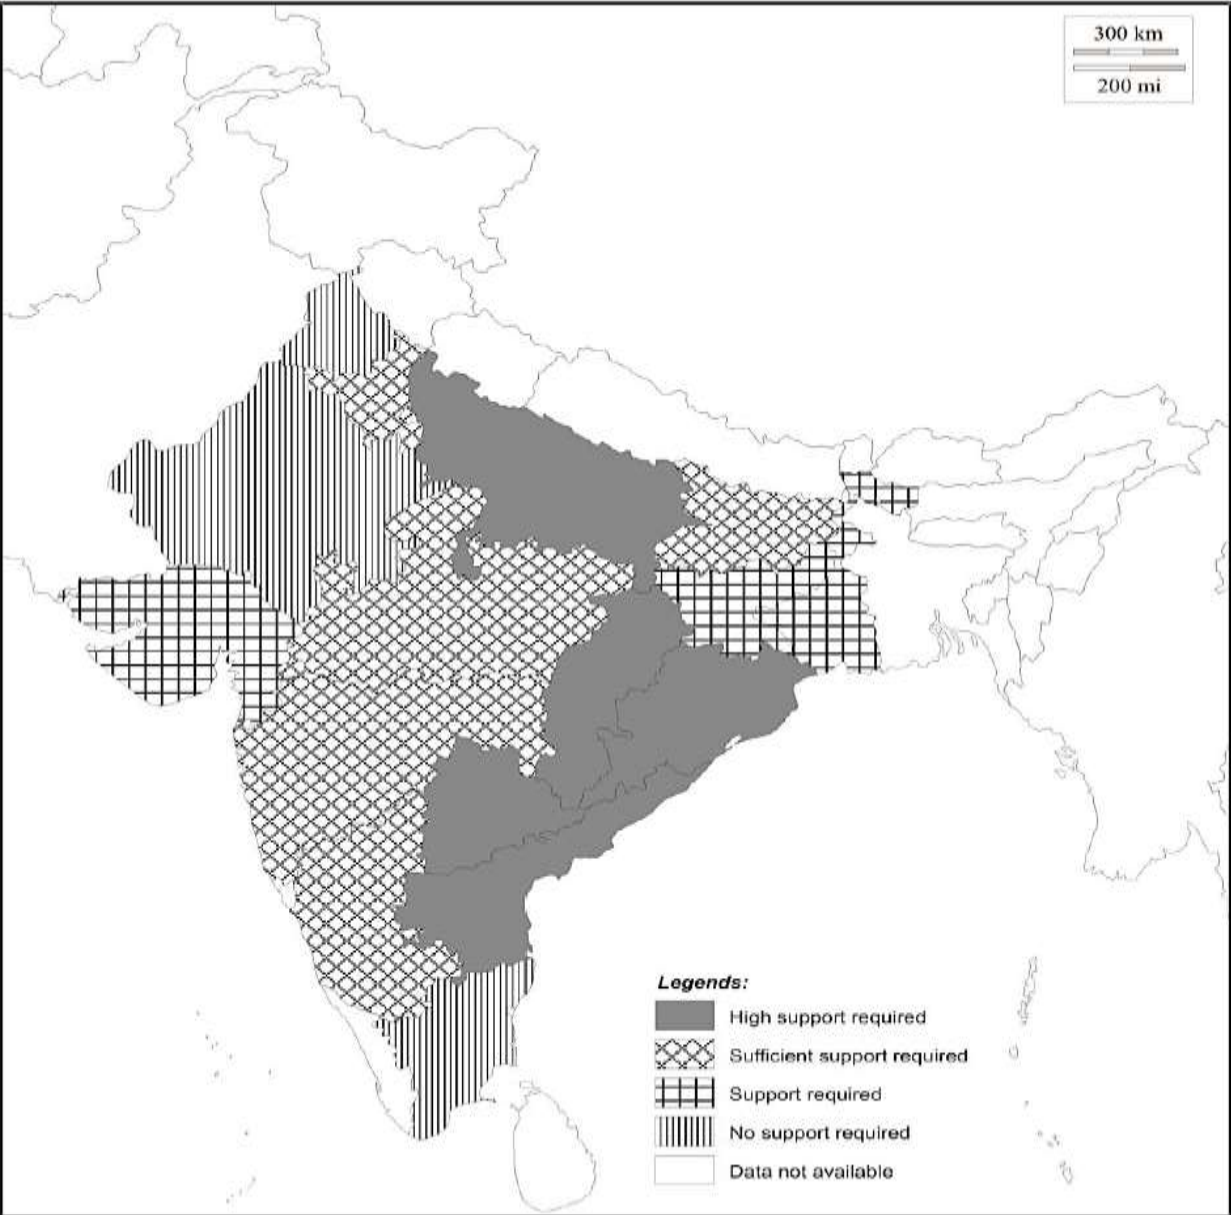 300 km
200 mi
Legends:
High support required
Sufficient support required
Support required
No support required
Data not available